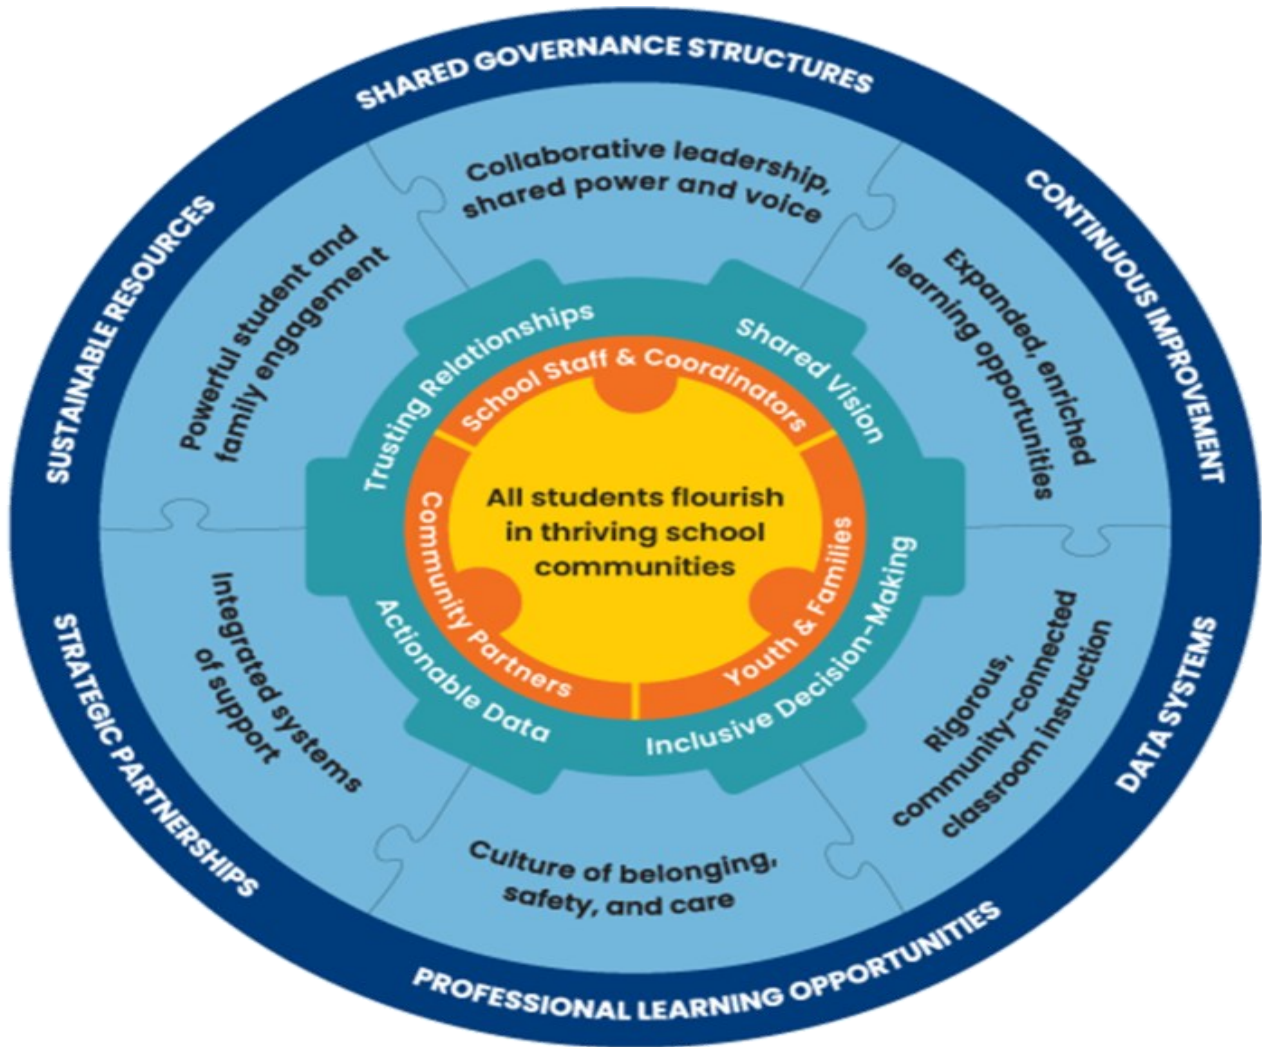 SHARED GOVERNANCE STRUCTURES
CONTINUOUS IMPROVEMENT
DATA SYSTEMS
PROFESSIONAL LEARNING OPPORTUNITIES
STRATEGIC PARTNERSHIPS
SUSTAINABLE RESOURCES
Collaborative leadership,
shared power and voice
Expanded, enriched
learning opportunities
Rigorous,
community-connected
classroom instruction
Culture of belonging,
safety, and care
Integrated systems
of support
Powerful student and
family engagement
Trusting Relationships
Shared Vision
Inclusive Decision-Making
Actionable Data
School Staff & Coordinators
Youth & Families
Community Partners
All students flourish
in thriving school
communities